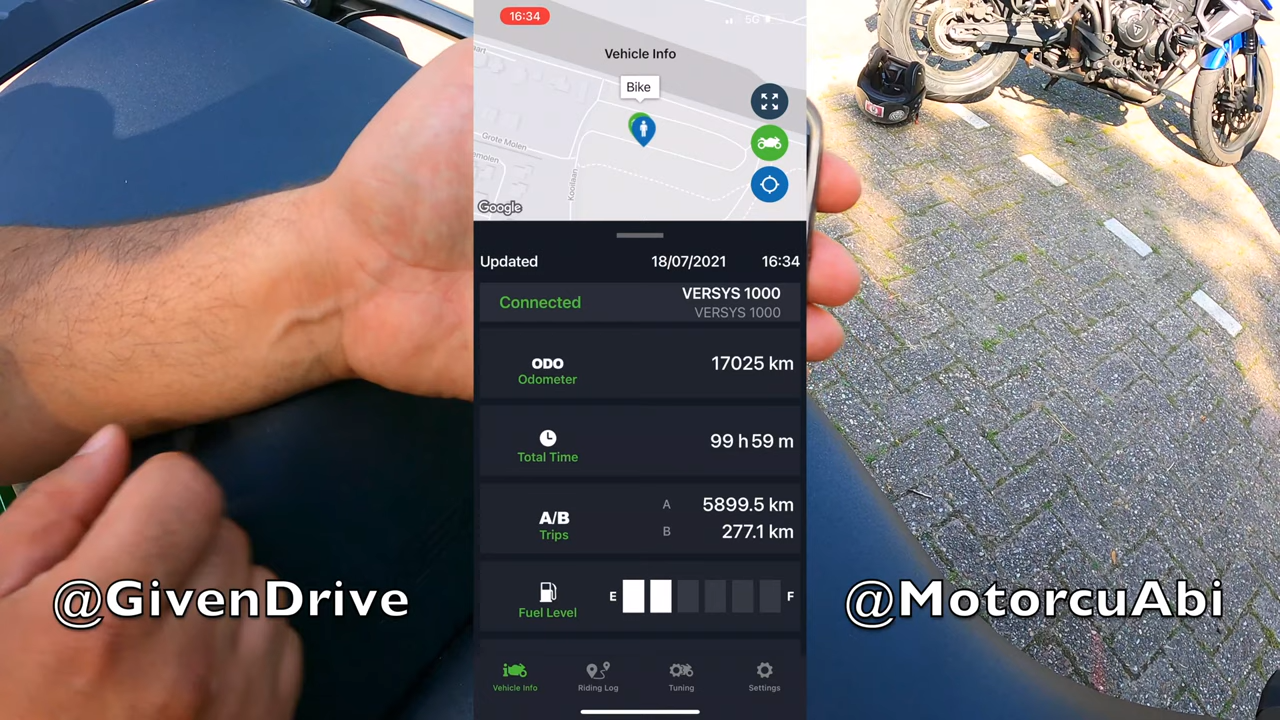 16:34
5G
Vehicle Info
Bike
Grote Molen
Kooilaan
Google
Updated 18/07/2021 16:34
Connected VERSYS 1000
VERSYS 1000
ODO
Odometer
17025 km
Total Time
99 h 59 m
A/B
Trips
A 5899.5 km
B 277.1 km
E F
Fuel Level
@GivenDrive
@MotorcuAbi
Vehicle Info Riding Log Tuning Settings